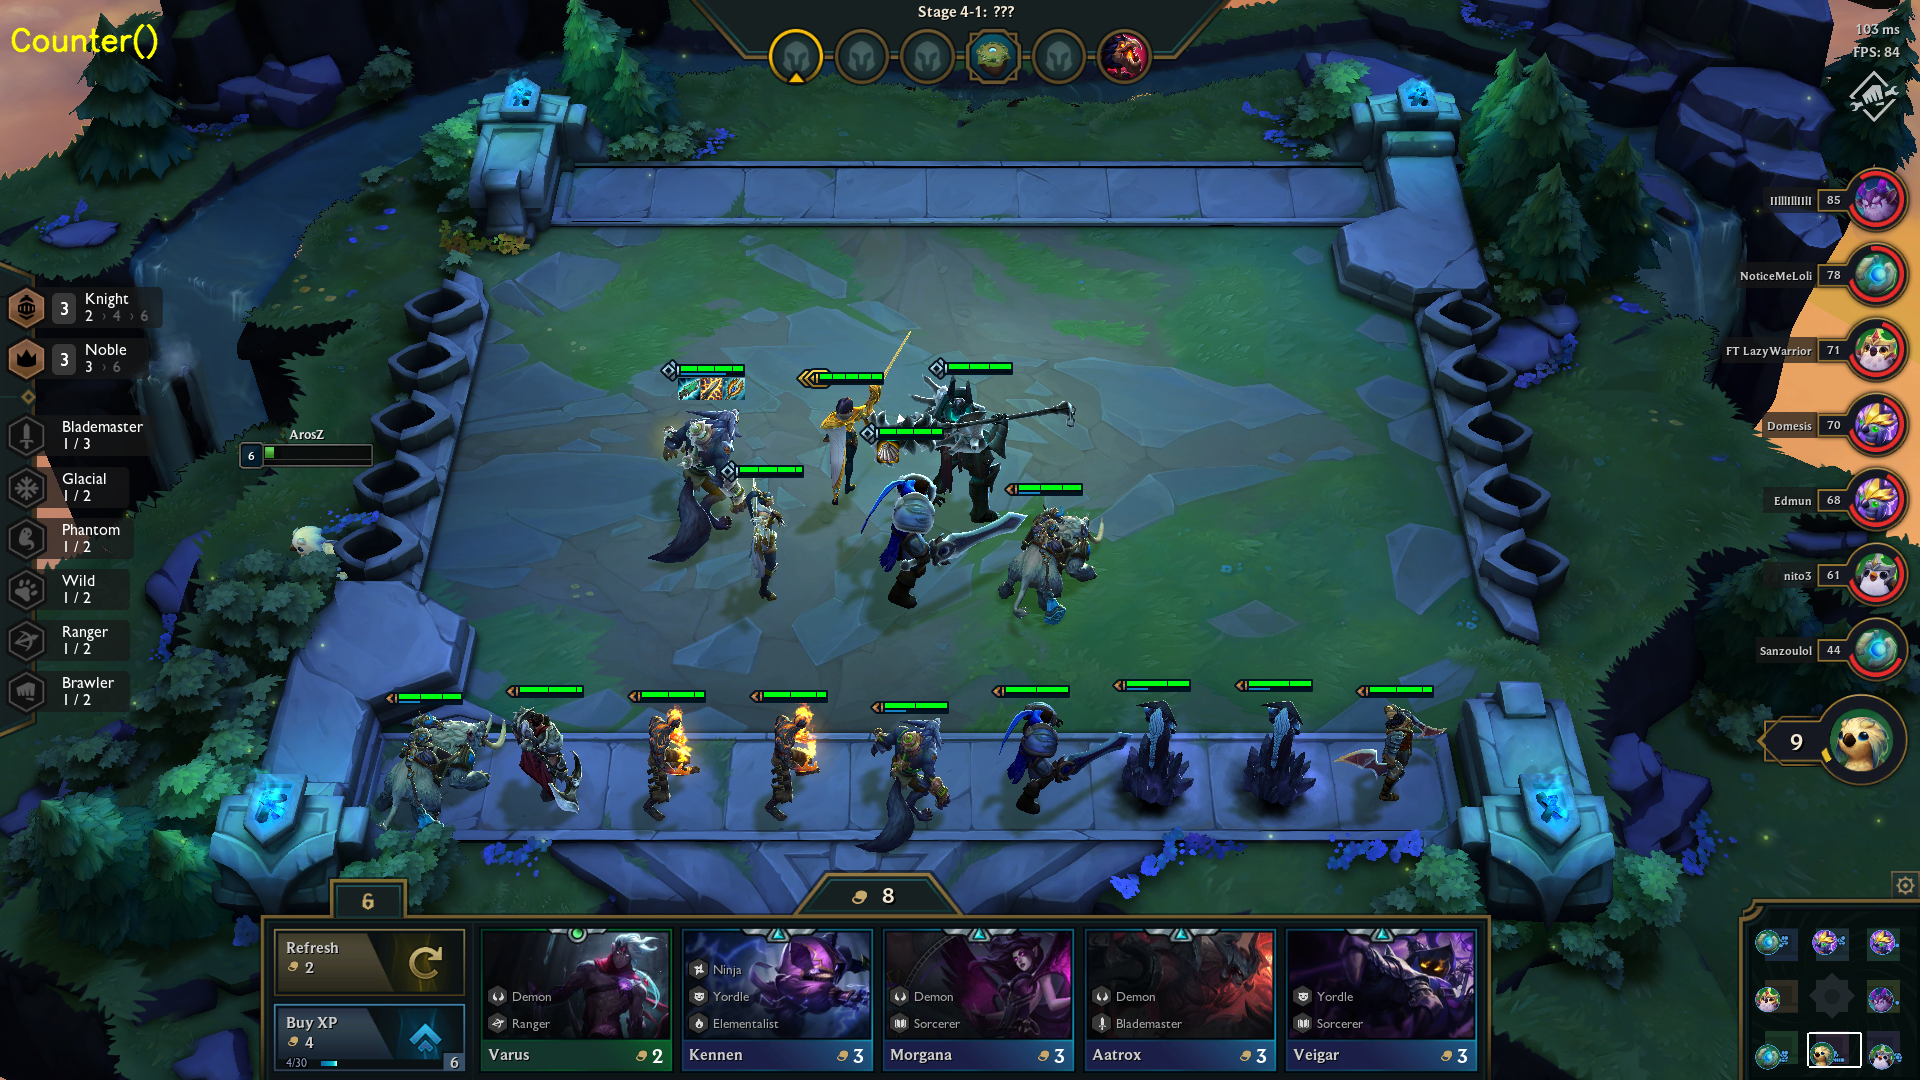 Stage 4-1: ???
Counter()
103 ms
FPS: 84
IIIIIIIIIIII 85
NoticeMeLoli 78
FT LazyWarrior 71
Domesis 70
Edmun 68
nito3 61
Sanzoulol 44
9
3 Knight
2 › 4 › 6
3 Noble
3 › 6
Blademaster
1 / 3
Glacial
1 / 2
Phantom
1 / 2
Wild
1 / 2
Ranger
1 / 2
Brawler
1 / 2
ArosZ
6
6
8
Refresh
2
Buy XP
4
4/30
6
Demon
Ranger
Varus 2
Ninja
Yordle
Elementalist
Kennen 3
Demon
Sorcerer
Morgana 3
Demon
Blademaster
Aatrox 3
Yordle
Sorcerer
Veigar 3